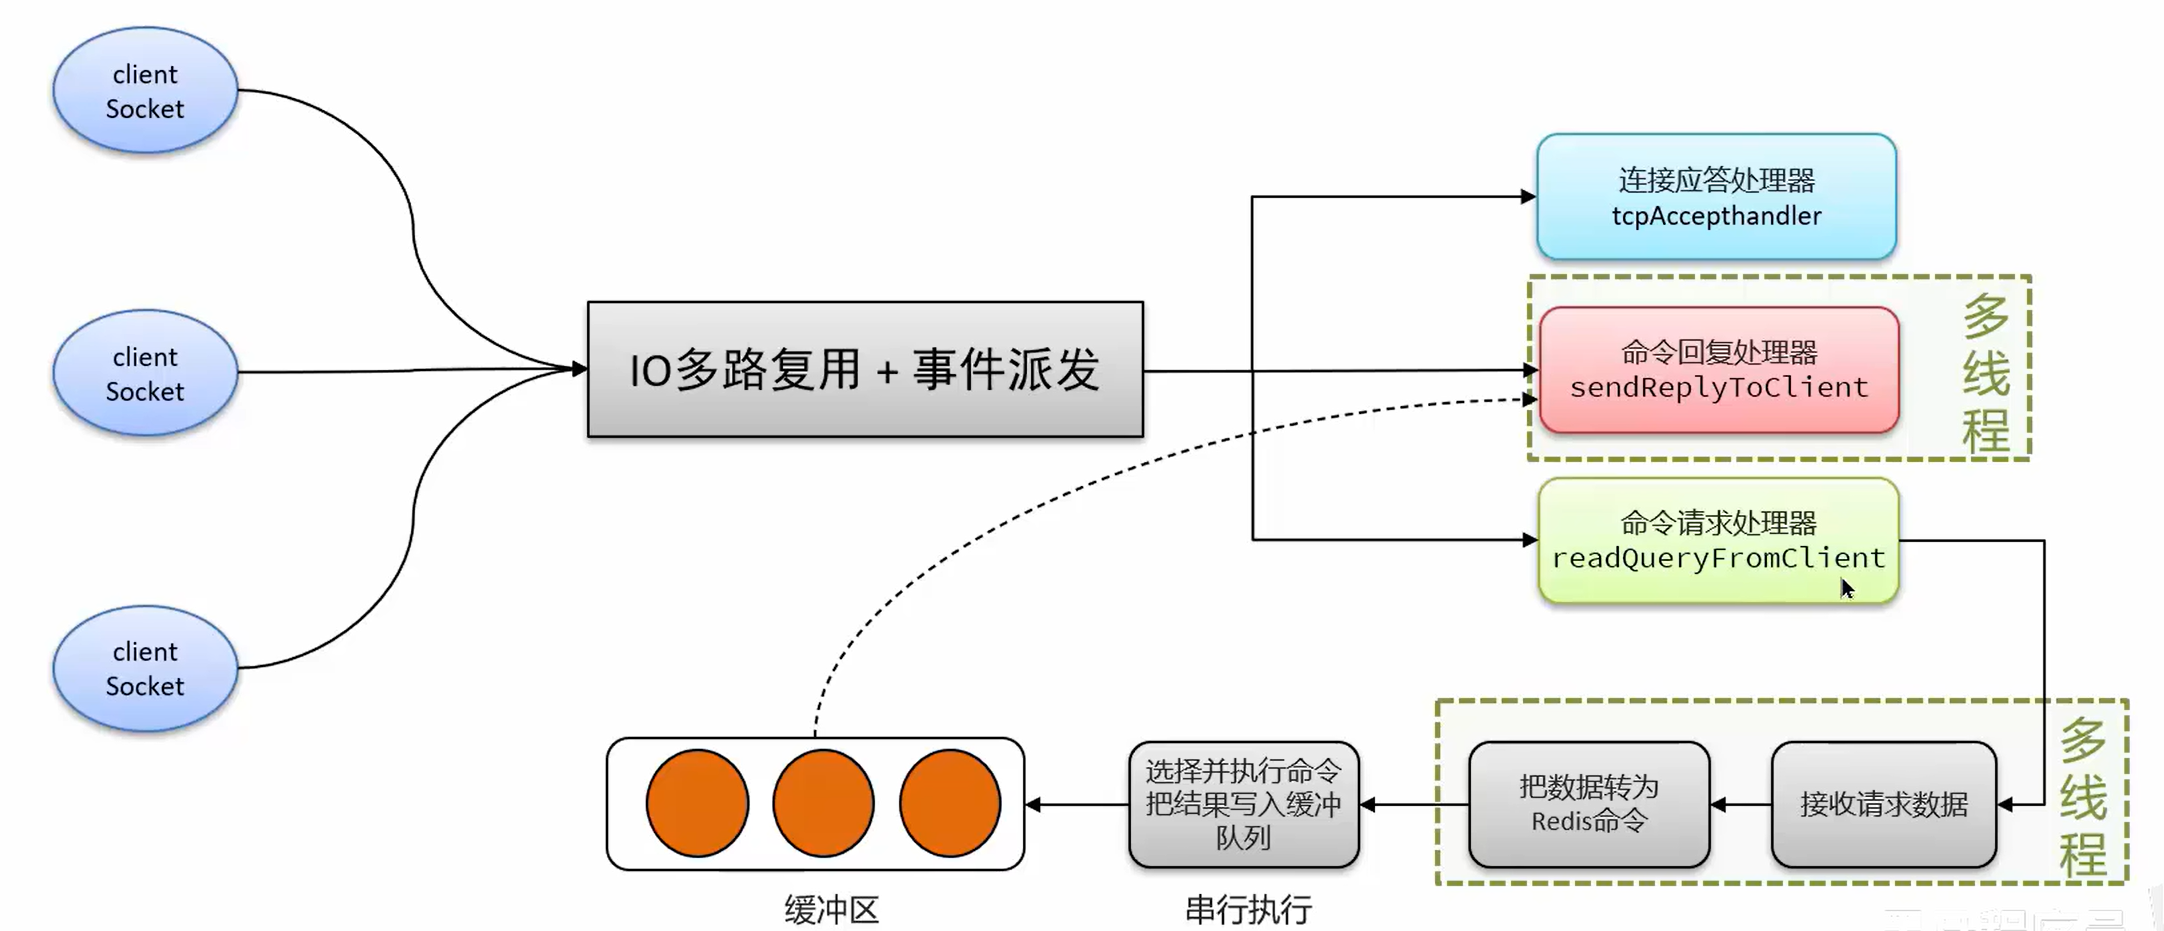 client
Socket
client
Socket
client
Socket
IO多路复用 + 事件派发
连接应答处理器
tcpAccepthandler
命令回复处理器
sendReplyToClient
多线程
命令请求处理器
readQueryFromClient
接收请求数据
把数据转为
Redis命令
多线程
选择并执行命令
把结果写入缓冲
队列
串行执行
缓冲区